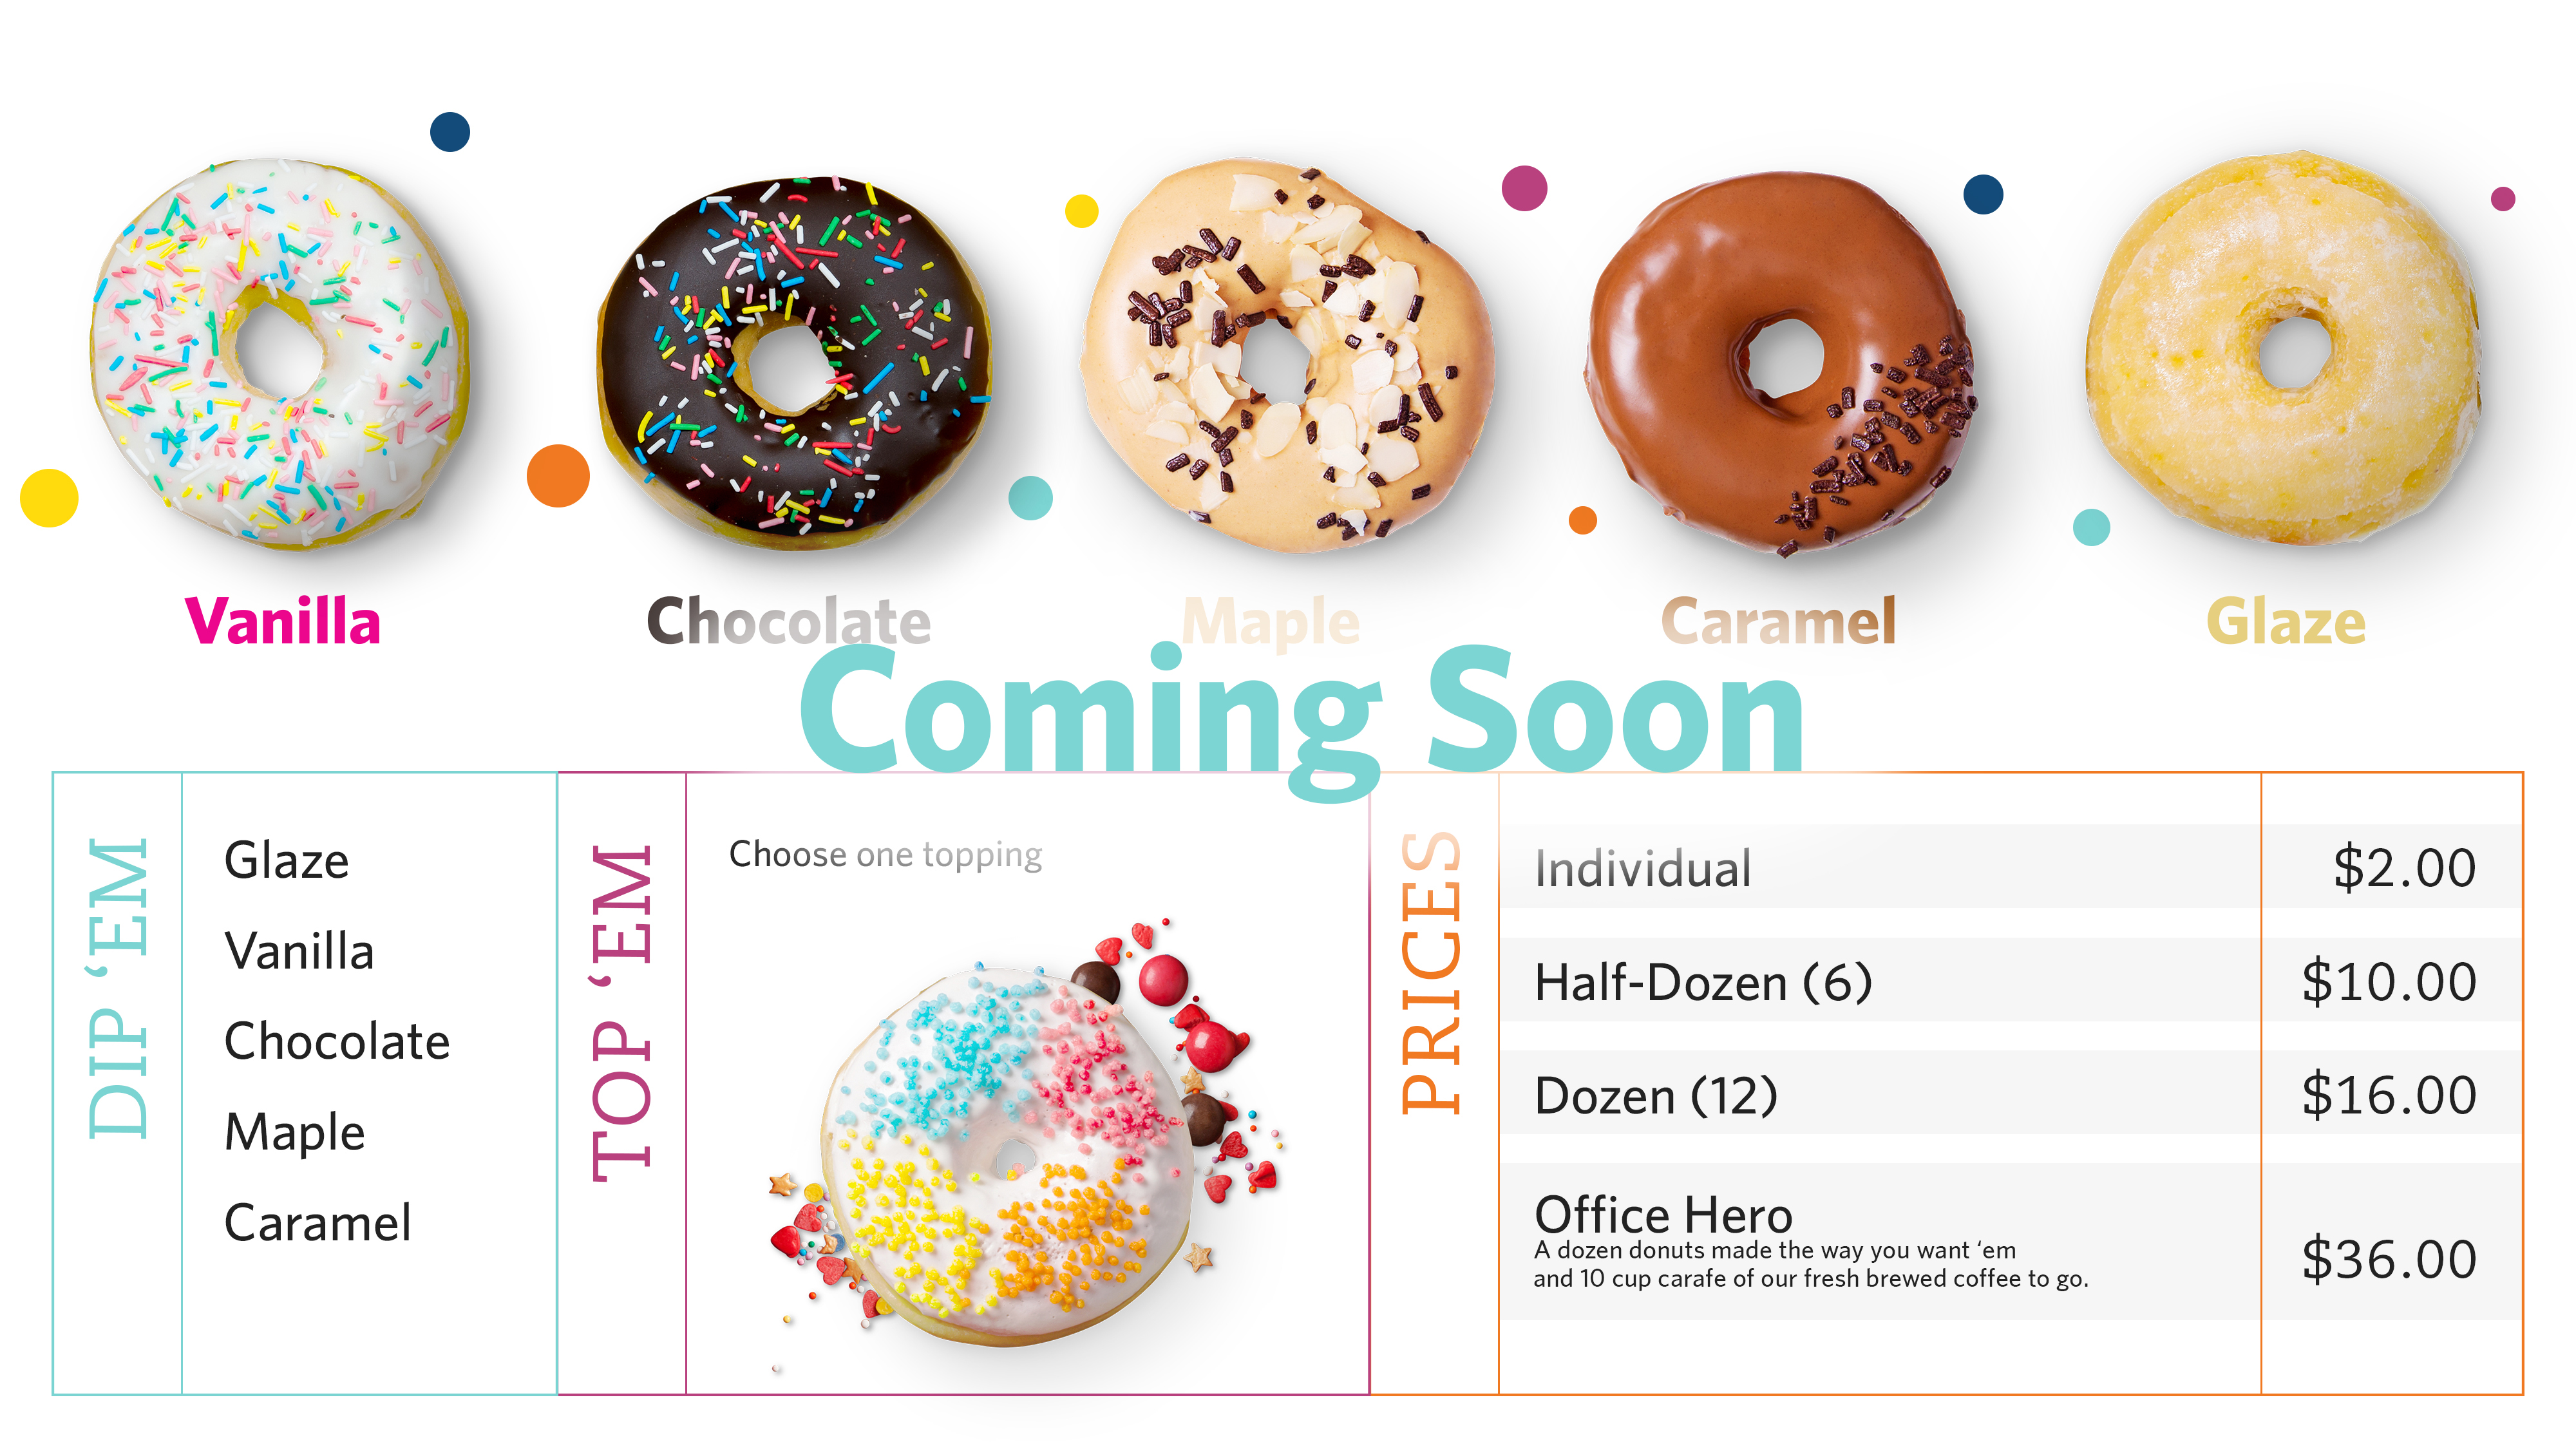 Vanilla
Chocolate
Maple
Caramel
Glaze
Coming Soon
DIP ‘EM
Glaze
Vanilla
Chocolate
Maple
Caramel
TOP ‘EM
Choose one topping
PRICES
Individual $2.00
Half-Dozen (6) $10.00
Dozen (12) $16.00
Office Hero
A dozen donuts made the way you want ‘em
and 10 cup carafe of our fresh brewed coffee to go.
$36.00